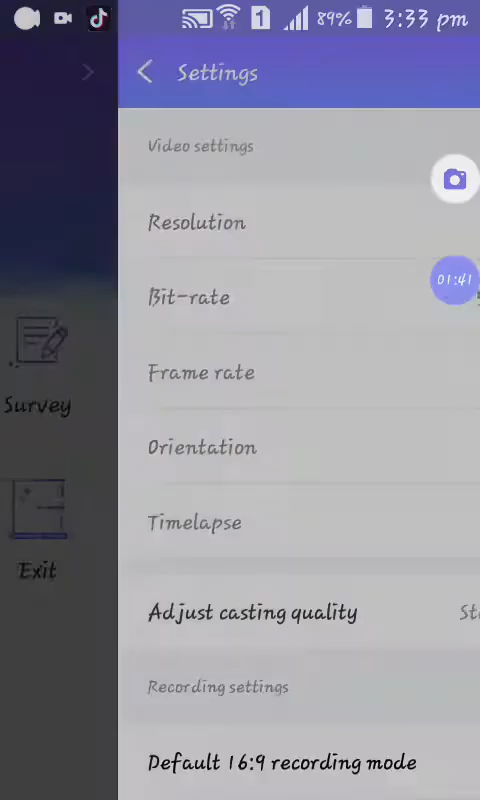 1 89% 3:33 pm
Settings
Video settings
Resolution
01:41
Bit-rate
Frame rate
Survey
Orientation
Timelapse
Exit
Adjust casting quality
Recording settings
Default 16:9 recording mode